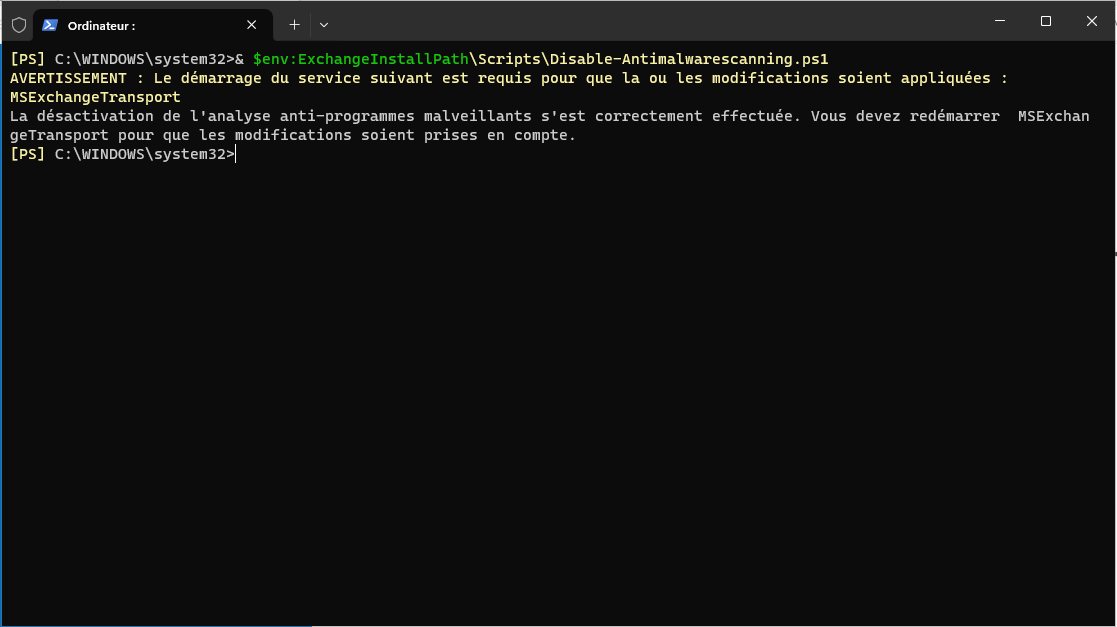 Ordinateur :
[PS] C:\WINDOWS\system32>& $env:ExchangeInstallPath\Scripts\Disable-Antimalwarescanning.ps1
AVERTISSEMENT : Le démarrage du service suivant est requis pour que la ou les modifications soient appliquées :
MSExchangeTransport
La désactivation de l'analyse anti-programmes malveillants s'est correctement effectuée. Vous devez redémarrer  MSExchan
geTransport pour que les modifications soient prises en compte.
[PS] C:\WINDOWS\system32>